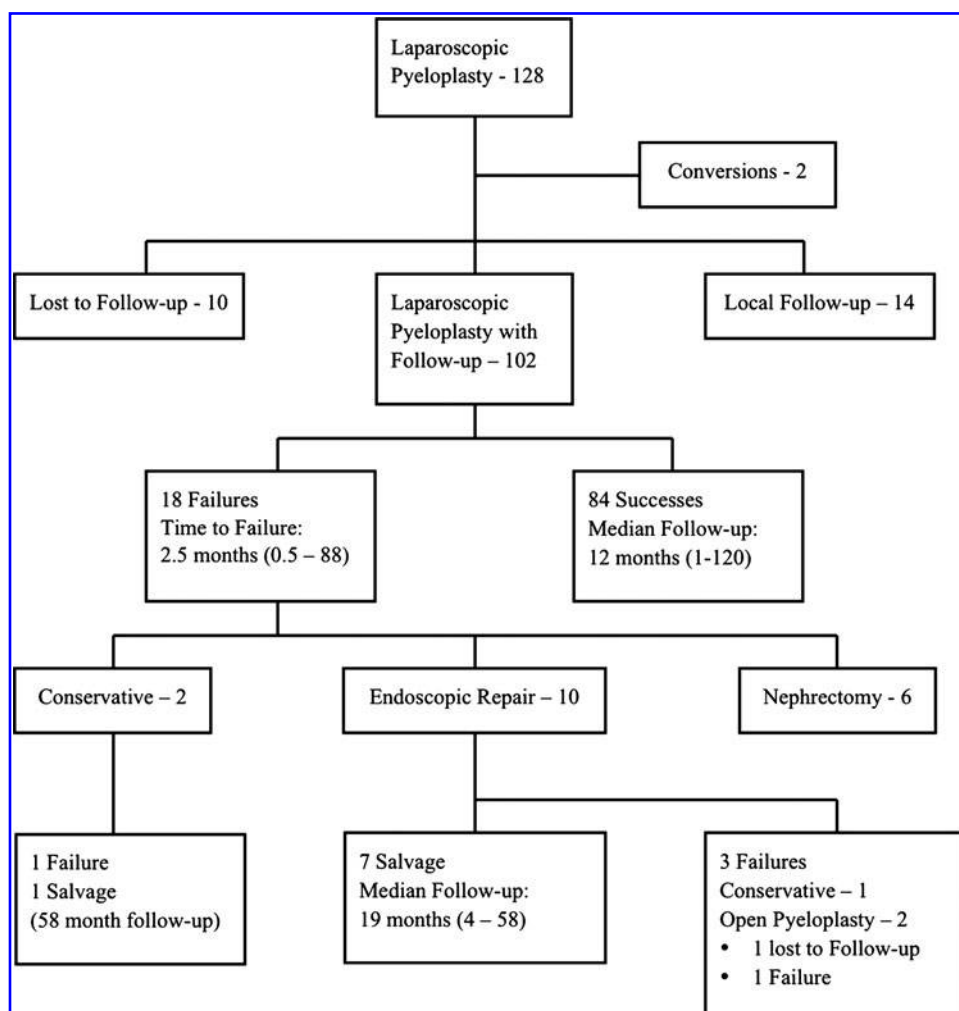 Laparoscopic
Pyeloplasty - 128
Conversions - 2
Lost to Follow-up - 10
Laparoscopic
Pyeloplasty with
Follow-up – 102
Local Follow-up – 14
18 Failures
Time to Failure:
2.5 months (0.5 – 88)
84 Successes
Median Follow-up:
12 months (1-120)
Conservative – 2
Endoscopic Repair – 10
Nephrectomy - 6
1 Failure
1 Salvage
(58 month follow-up)
7 Salvage
Median Follow-up:
19 months (4 – 58)
3 Failures
Conservative – 1
Open Pyeloplasty – 2
• 1 lost to Follow-up
• 1 Failure